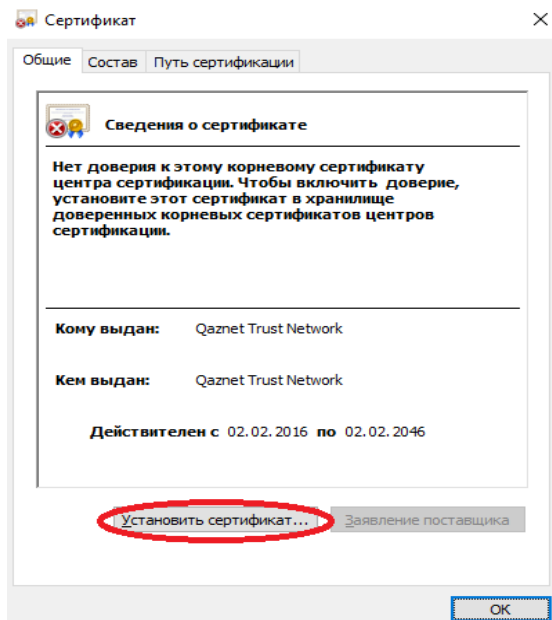 Сертификат
Общие Состав Путь сертификации
Сведения о сертификате
Нет доверия к этому корневому сертификату
центра сертификации. Чтобы включить доверие,
установите этот сертификат в хранилище
доверенных корневых сертификатов центров
сертификации.
Кому выдан: Qaznet Trust Network
Кем выдан: Qaznet Trust Network
Действителен с 02.02.2016 по 02.02.2046
Установить сертификат... Заявление поставщика
ОК